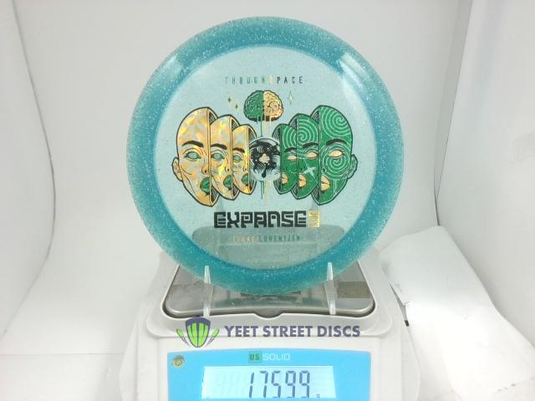 THOUGHT SPACE
EXPANSE
YEET STREET DISCS
US SOLID
175.99